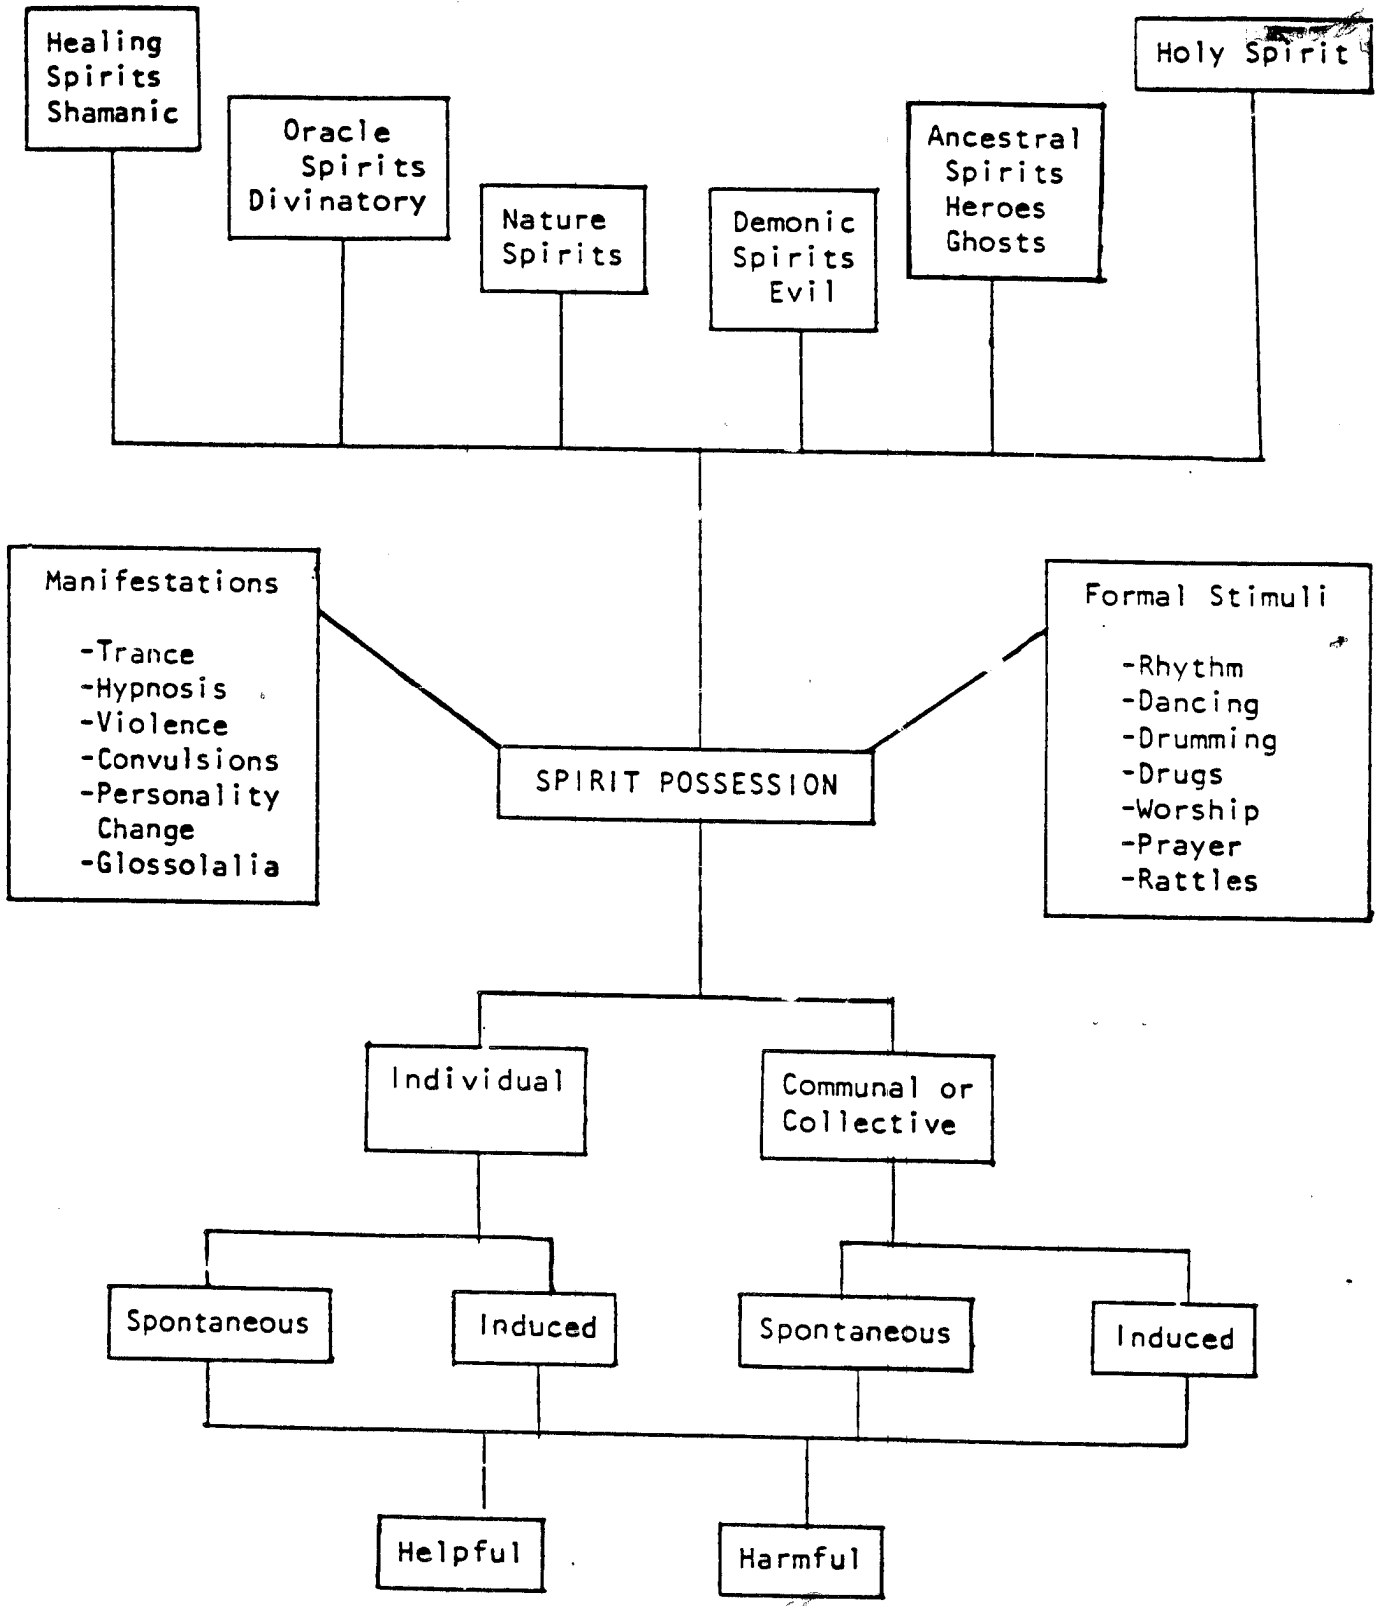 Healing
Spirits
Shamanic
Oracle
Spirits
Divinatory
Nature
Spirits
Demonic
Spirits
Evil
Ancestral
Spirits
Heroes
Ghosts
Holy Spirit
Manifestations
-Trance
-Hypnosis
-Violence
-Convulsions
-Personality
Change
-Glossolalia
Formal Stimuli
-Rhythm
-Dancing
-Drumming
-Drugs
-Worship
-Prayer
-Rattles
SPIRIT POSSESSION
Individual
Communal or
Collective
Spontaneous
Induced
Spontaneous
Induced
Helpful
Harmful